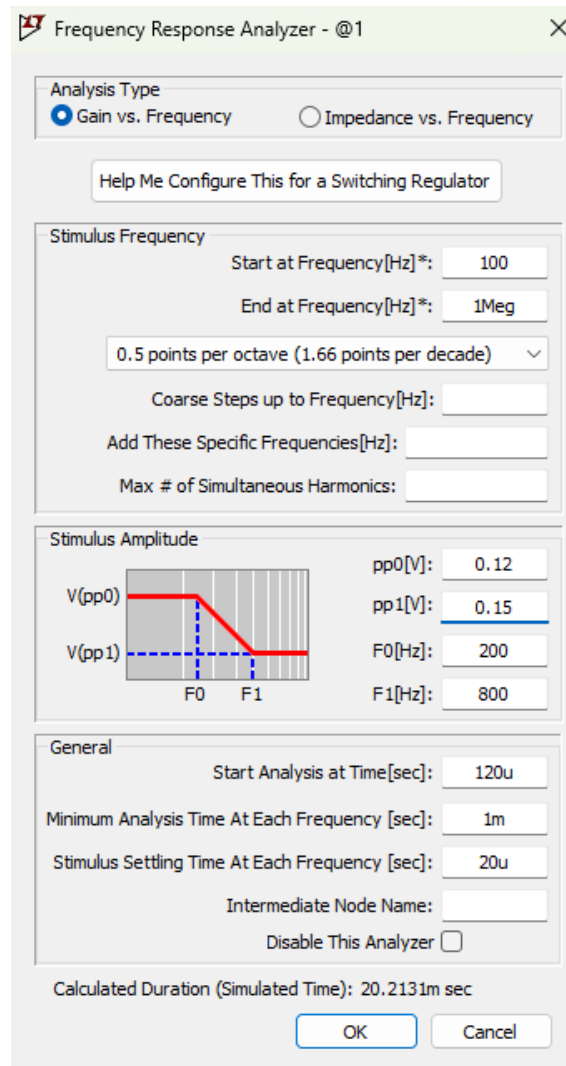 Frequency Response Analyzer - @1
Analysis Type
Gain vs. Frequency Impedance vs. Frequency
Help Me Configure This for a Switching Regulator
Stimulus Frequency
Start at Frequency[Hz]*: 100
End at Frequency[Hz]*: 1Meg
0.5 points per octave (1.66 points per decade)
Coarse Steps up to Frequency[Hz]:
Add These Specific Frequencies[Hz]:
Max # of Simultaneous Harmonics:
Stimulus Amplitude
V(pp0)
V(pp1)
F0 F1
pp0[V]: 0.12
pp1[V]: 0.15
F0[Hz]: 200
F1[Hz]: 800
General
Start Analysis at Time[sec]: 120u
Minimum Analysis Time At Each Frequency [sec]: 1m
Stimulus Settling Time At Each Frequency [sec]: 20u
Intermediate Node Name:
Disable This Analyzer
Calculated Duration (Simulated Time): 20.2131m sec
OK Cancel